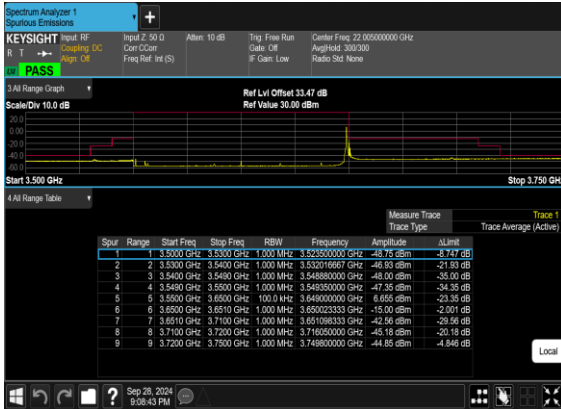 Spectrum Analyzer 1
Spurious Emissions
+
KEYSIGHT Input: RF Input Z: 50 Ω Atten: 10 dB Trig: Free Run Center Freq: 22.005000000 GHz
R T Coupling: DC Corr CCorr Gate: Off Avg|Hold: 300/300
Align: Off Freq Ref: Int (S) IF Gain: Low Radio Std: None
PASS
3 All Range Graph Ref Lvl Offset 33.47 dB
Scale/Div 10.0 dB Ref Value 30.00 dBm
20.0
0.00
-20.0
-40.0
-60.0
Start 3.500 GHz Stop 3.750 GH
4 All Range Table
Measure Trace Trace 1
Trace Type Trace Average (Active)
Spur Range Start Freq Stop Freq RBW Frequency Amplitude ΔLimit
1 1 3.5000 GHz 3.5300 GHz 1.000 MHz 3.523500000 GHz -48.75 dBm -8.747 dB
2 2 3.5300 GHz 3.5400 GHz 1.000 MHz 3.532016667 GHz -46.93 dBm -21.93 dB
3 3 3.5400 GHz 3.5490 GHz 1.000 MHz 3.548880000 GHz -48.00 dBm -35.00 dB
4 4 3.5490 GHz 3.5500 GHz 1.000 MHz 3.549350000 GHz -47.35 dBm -34.35 dB
5 5 3.5500 GHz 3.6500 GHz 100.0 kHz 3.649000000 GHz 6.655 dBm -23.35 dB
6 6 3.6500 GHz 3.6510 GHz 1.000 MHz 3.650023333 GHz -15.00 dBm -2.001 dB
7 7 3.6510 GHz 3.7100 GHz 1.000 MHz 3.651098333 GHz -42.56 dBm -29.56 dB
8 8 3.7100 GHz 3.7200 GHz 1.000 MHz 3.716050000 GHz -45.18 dBm -20.18 dB
9 9 3.7200 GHz 3.7500 GHz 1.000 MHz 3.749800000 GHz -44.85 dBm -4.846 dB
Local
? Sep 28, 2024
9:08:43 PM